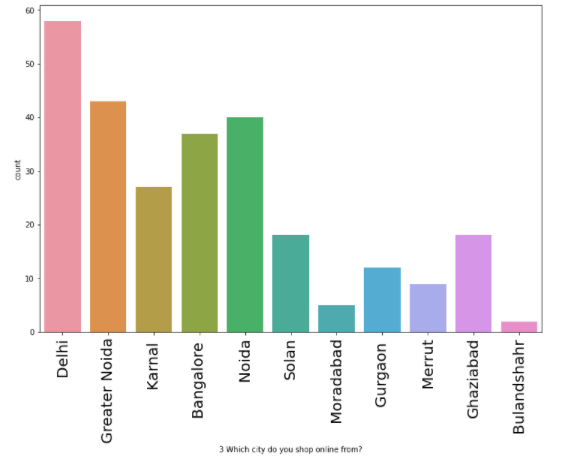 60
50
40
30
20
10
0
count
Delhi
Greater Noida
Karnal
Bangalore
Noida
Solan
Moradabad
Gurgaon
Merrut
Ghaziabad
Bulandshahr
3 Which city do you shop online from?